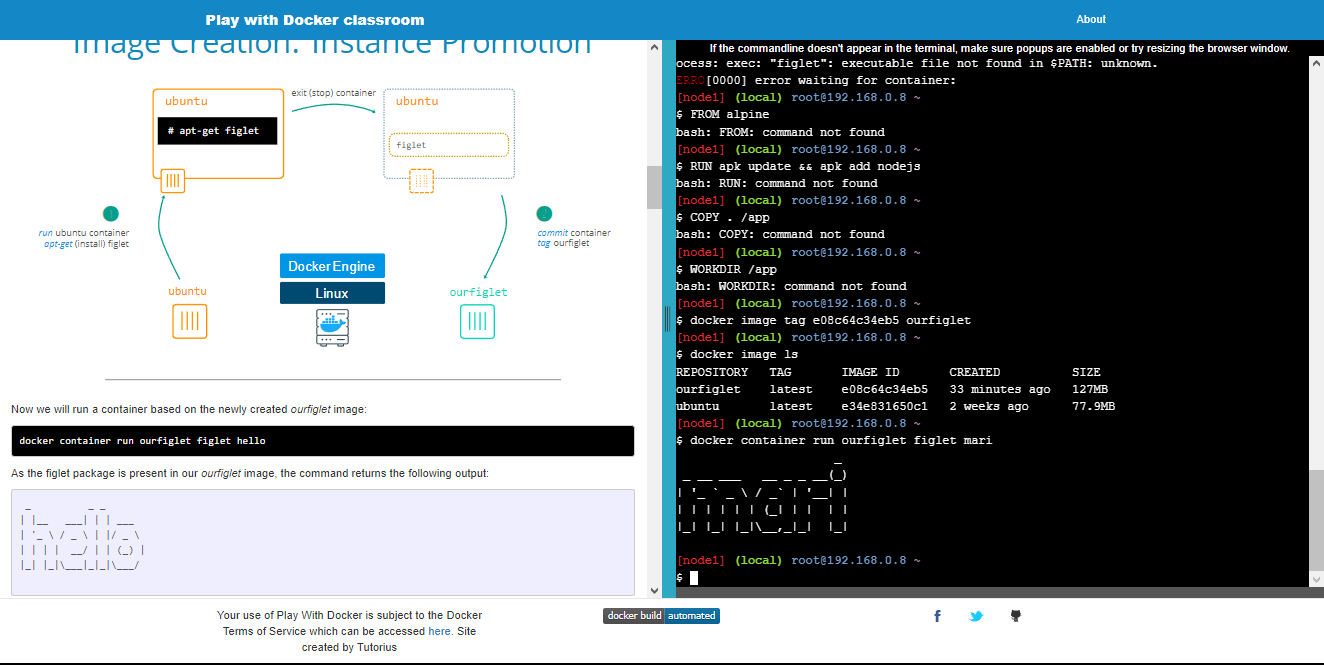 Play with Docker classroom
About
Image Creation: Instance Promotion
ubuntu
# apt-get figlet
exit (stop) container
ubuntu
figlet
run ubuntu container
apt-get (install) figlet
commit container
tag ourfiglet
Docker Engine
Linux
ubuntu
ourfiglet
Now we will run a container based on the newly created ourfiglet image:
docker container run ourfiglet figlet hello
As the figlet package is present in our ourfiglet image, the command returns the following output:
hello
If the commandline doesn't appear in the terminal, make sure popups are enabled or try resizing the browser window.
ocess: exec: "figlet": executable file not found in $PATH: unknown.
ERRO[0000] error waiting for container:
[node1] (local) root@192.168.0.8 ~
$ FROM alpine
bash: FROM: command not found
[node1] (local) root@192.168.0.8 ~
$ RUN apk update && apk add nodejs
bash: RUN: command not found
[node1] (local) root@192.168.0.8 ~
$ COPY . /app
bash: COPY: command not found
[node1] (local) root@192.168.0.8 ~
$ WORKDIR /app
bash: WORKDIR: command not found
[node1] (local) root@192.168.0.8 ~
$ docker image tag e08c64c34eb5 ourfiglet
[node1] (local) root@192.168.0.8 ~
$ docker image ls
REPOSITORY TAG IMAGE ID CREATED SIZE
ourfiglet latest e08c64c34eb5 33 minutes ago 127MB
ubuntu latest e34e831650c1 2 weeks ago 77.9MB
[node1] (local) root@192.168.0.8 ~
$ docker container run ourfiglet figlet mari
mari
[node1] (local) root@192.168.0.8 ~
$
Your use of Play With Docker is subject to the Docker
Terms of Service which can be accessed here. Site
created by Tutorius
docker build automated